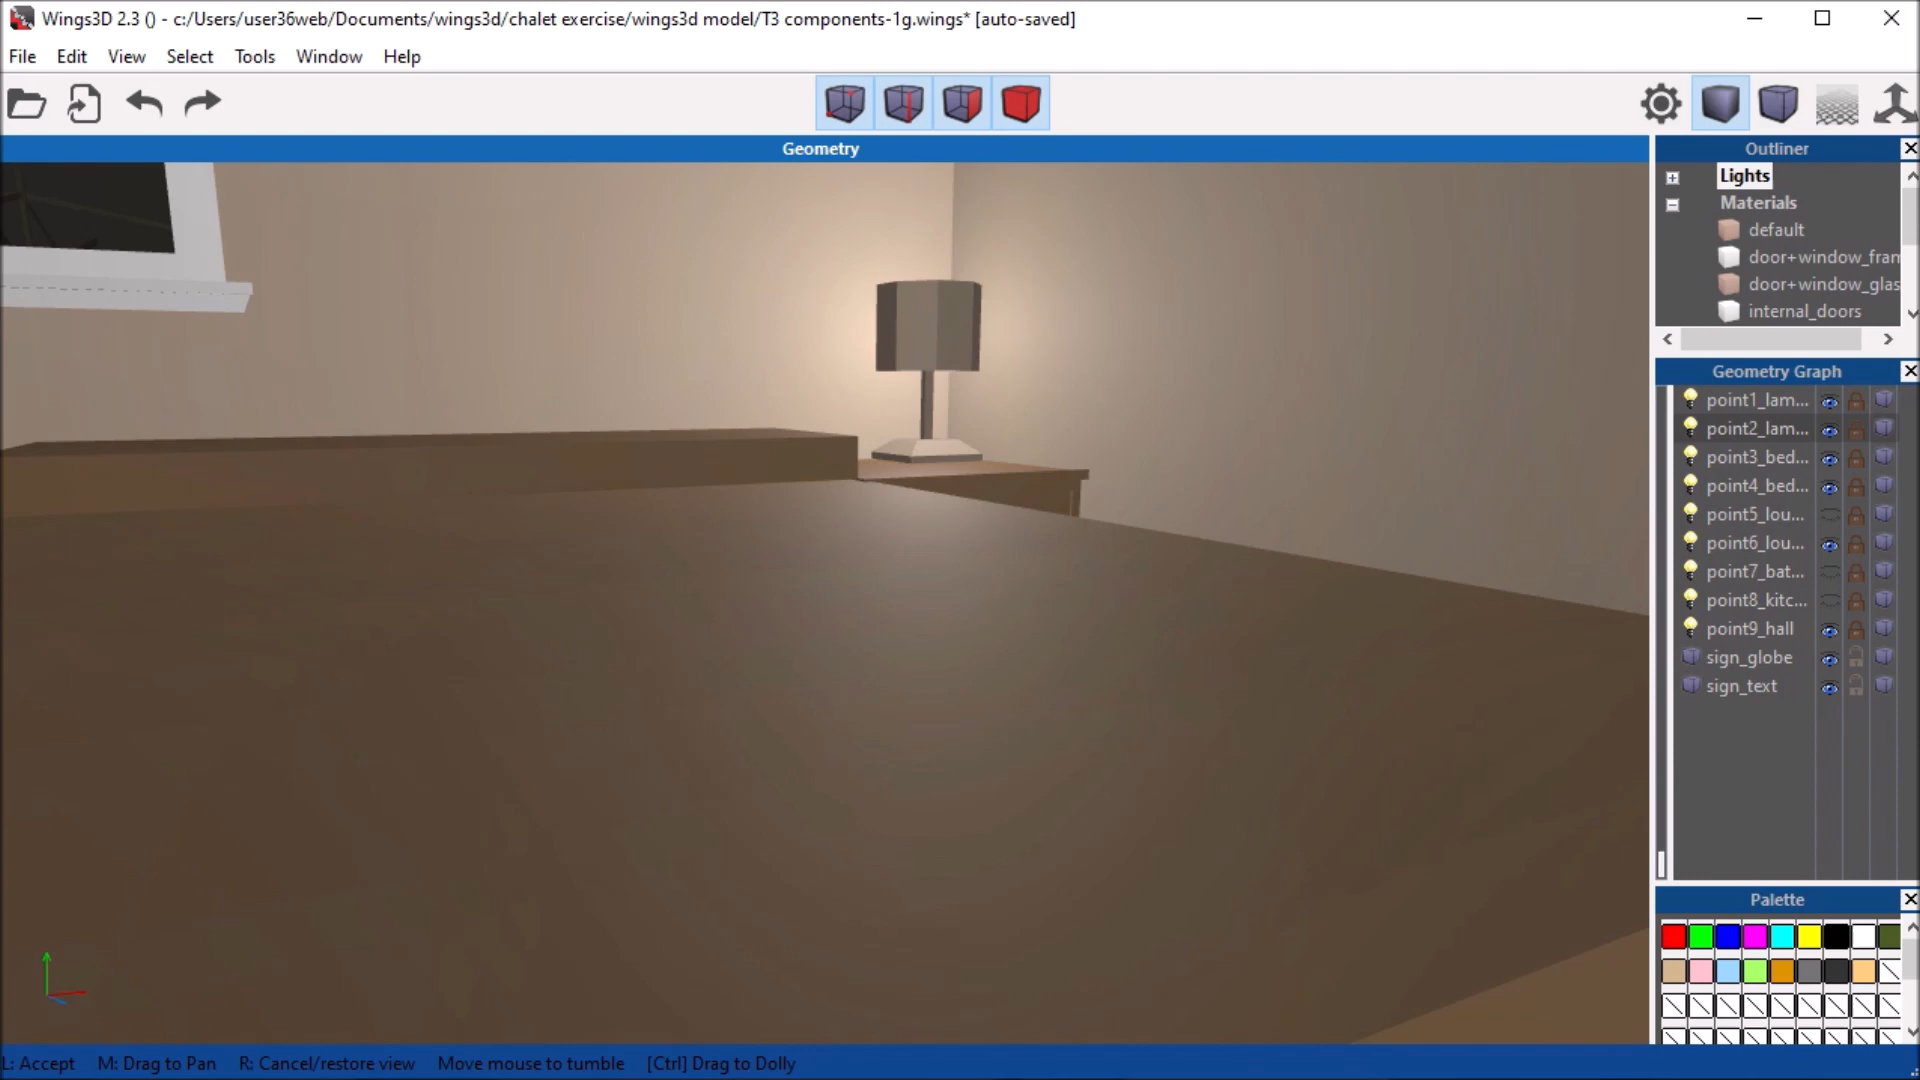 Wings3D 2.3 () - c:/Users/user36web/Documents/wings3d/chalet exercise/wings3d model/T3 components-1g.wings* [auto-saved]
File Edit View Select Tools Window Help
Geometry
Outliner
Lights
Materials
default
door+window_fram
door+window_glas
internal_doors
Geometry Graph
point1_lam...
point2_lam...
point3_bed...
point4_bed...
point5_lou...
point6_lou...
point7_bat...
point8_kitc...
point9_hall
sign_globe
sign_text
Palette
L: Accept M: Drag to Pan R: Cancel/restore view Move mouse to tumble [Ctrl] Drag to Dolly